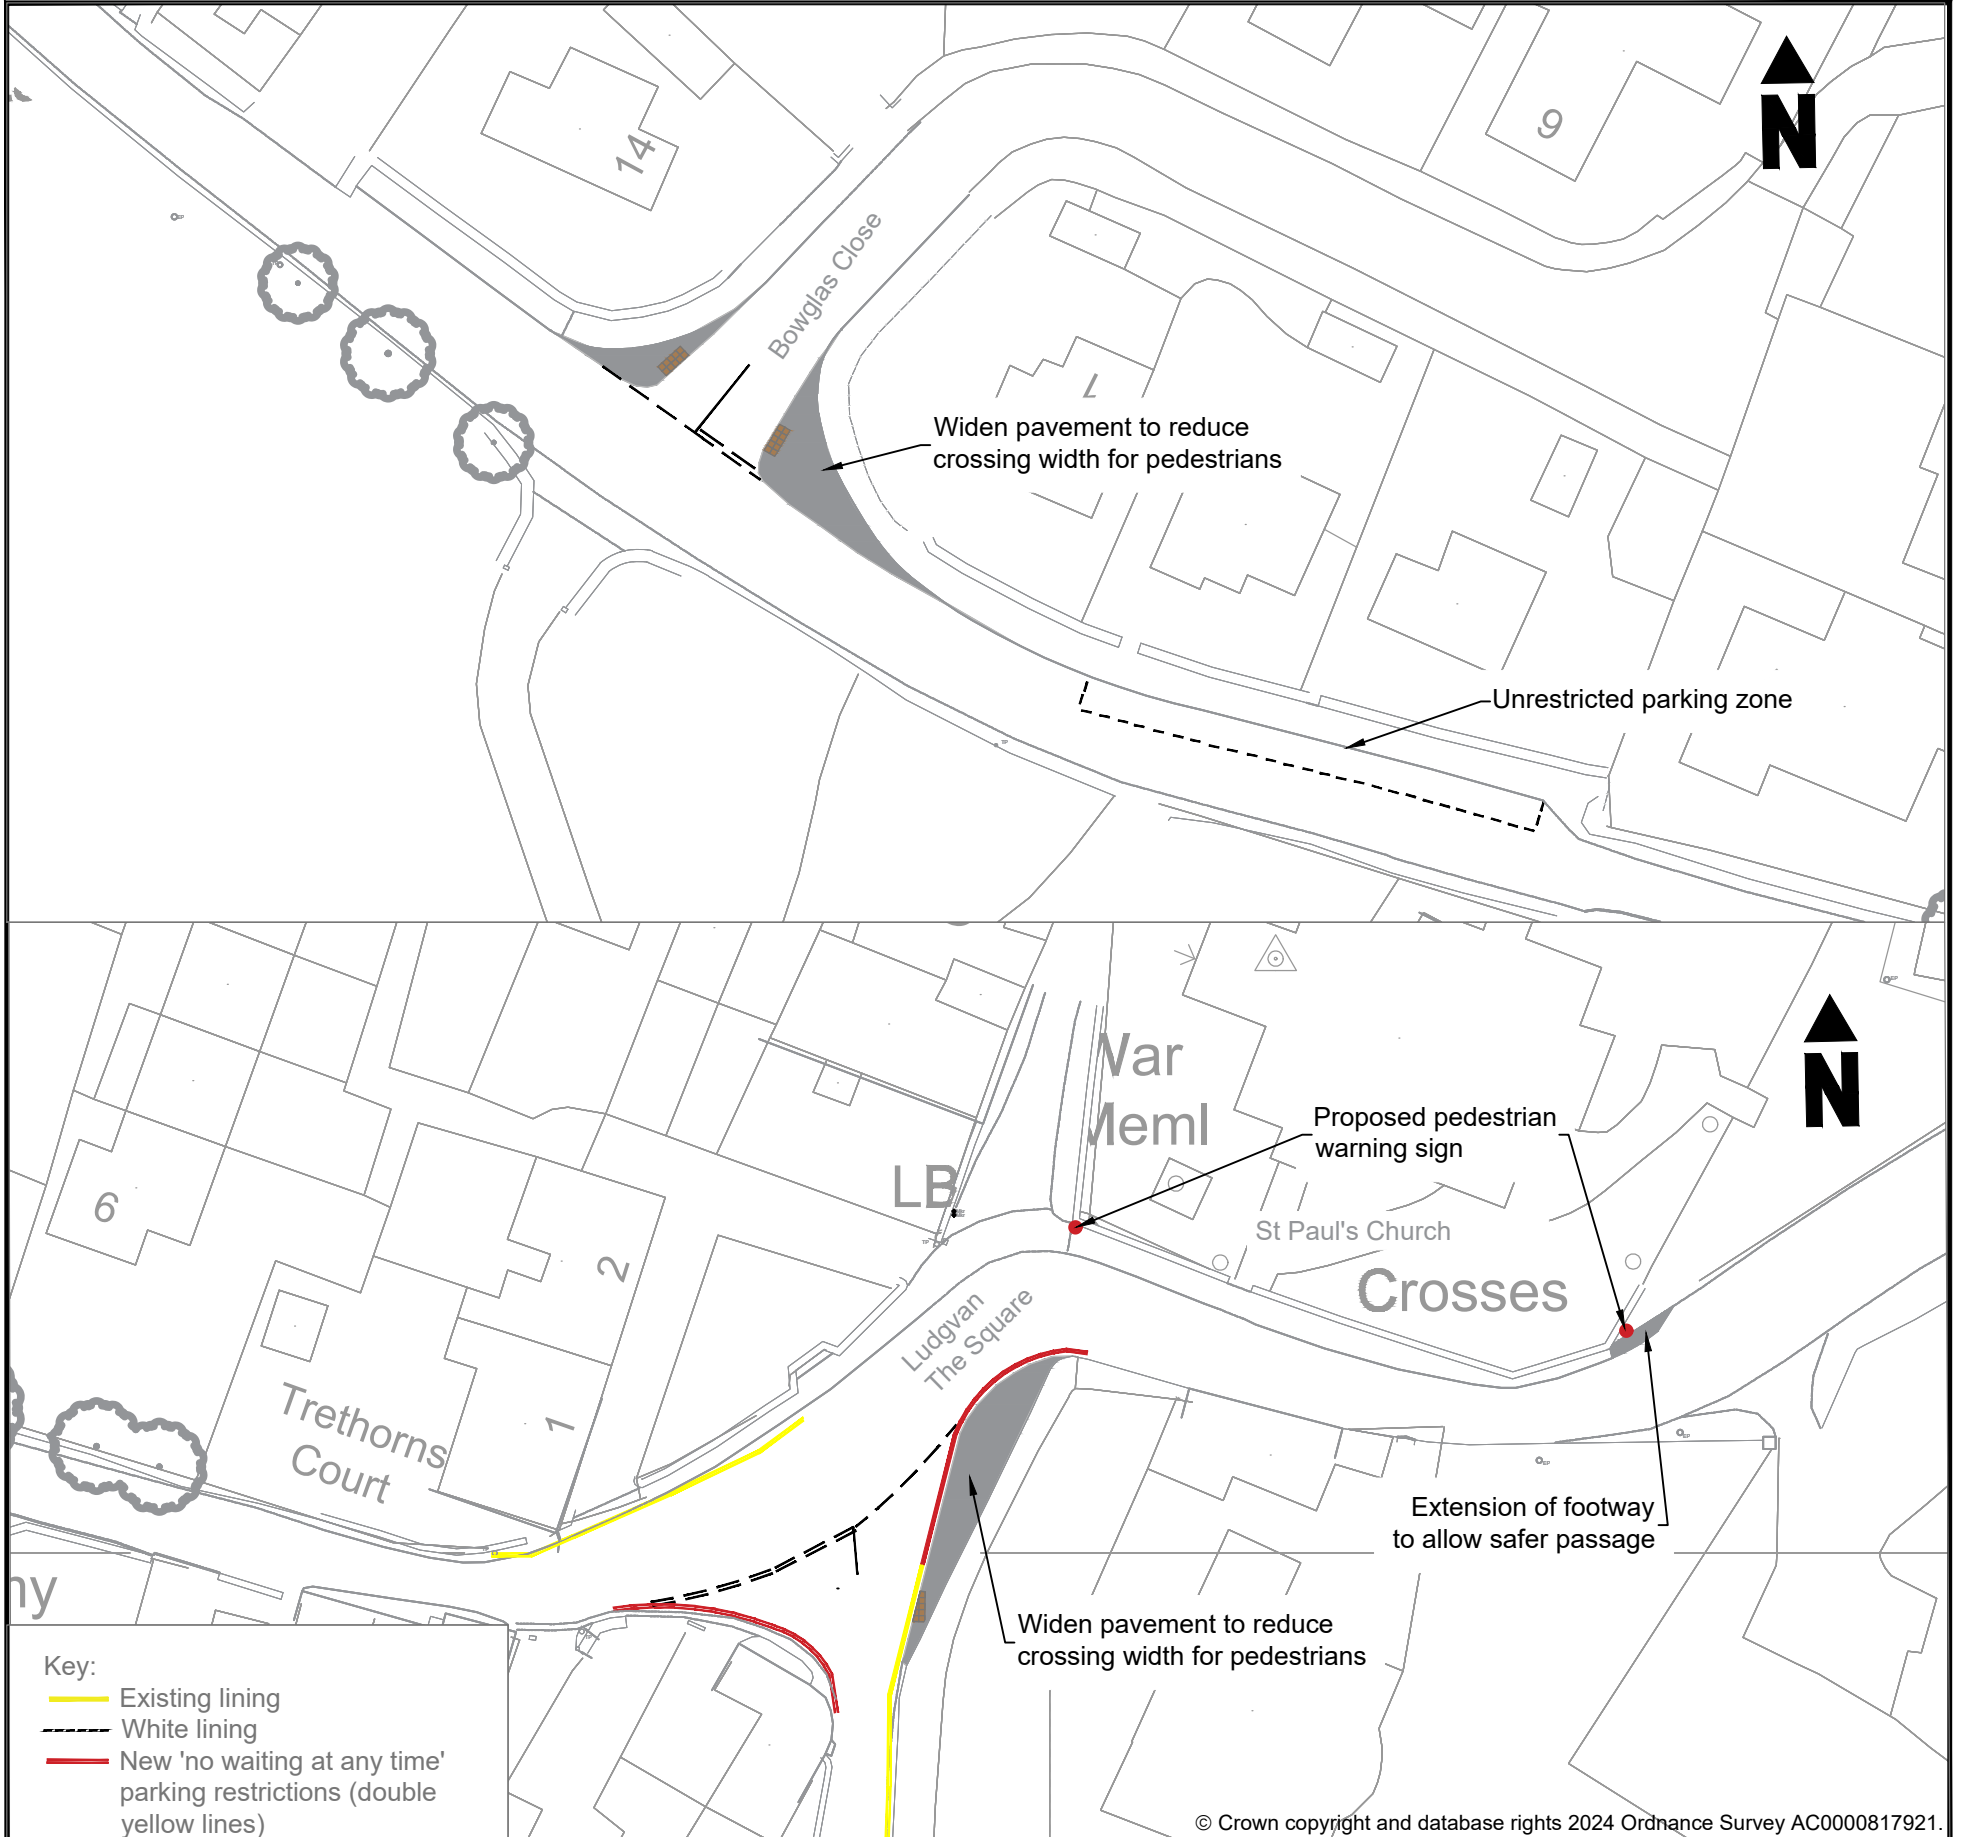 N
14
9
Bowglas Close
Widen pavement to reduce
crossing width for pedestrians
Unrestricted parking zone
N
War
Meml
Proposed pedestrian
warning sign
LB
6
2
St Paul's Church
Crosses
Ludgvan
The Square
Trethorns
Court
1
Extension of footway
to allow safer passage
Widen pavement to reduce
crossing width for pedestrians
Key:
Existing lining
White lining
New 'no waiting at any time'
parking restrictions (double
yellow lines)
© Crown copyright and database rights 2024 Ordnance Survey AC0000817921.